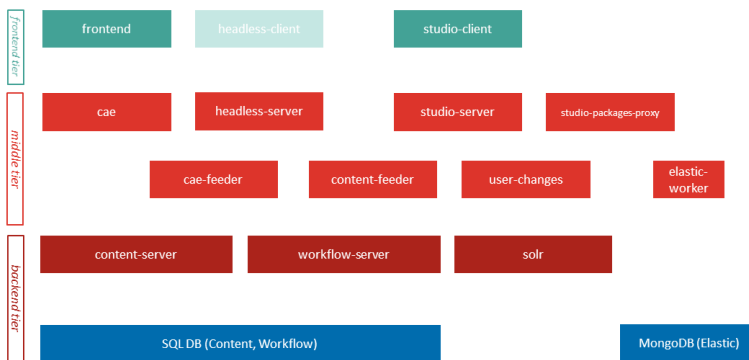 frontend tier
frontend
headless-client
studio-client
middle tier
cae
headless-server
studio-server
studio-packages-proxy
cae-feeder
content-feeder
user-changes
elastic-
worker
backend tier
content-server
workflow-server
solr
SQL DB (Content, Workflow)
MongoDB (Elastic)